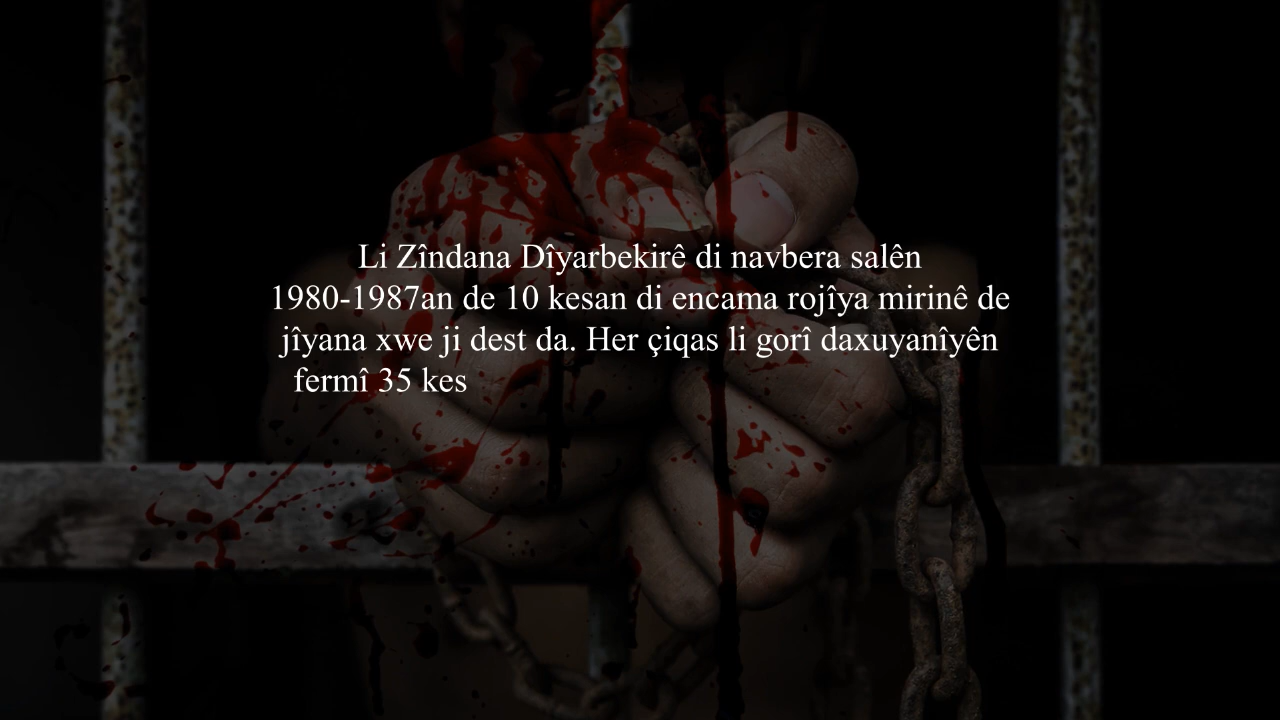 Li Zîndana Dîyarbekirê di navbera salên
1980-1987an de 10 kesan di encama rojîya mirinê de
jîyana xwe ji dest da. Her çiqas li gorî daxuyanîyên
fermî 35 kes